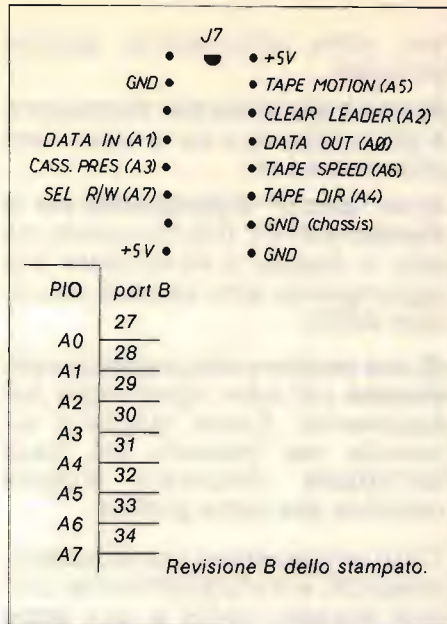 J7
+5V
GND TAPE MOTION (A5)
CLEAR LEADER (A2)
DATA IN (A1) DATA OUT (A0)
CASS. PRES (A3) TAPE SPEED (A6)
SEL R/W (A7) TAPE DIR (A4)
GND (chassis)
+5V GND
PIO port B
27
A0
28
A1
29
A2
30
A3
31
A4
32
A5
33
A6
34
A7
Revisione B dello stampato.